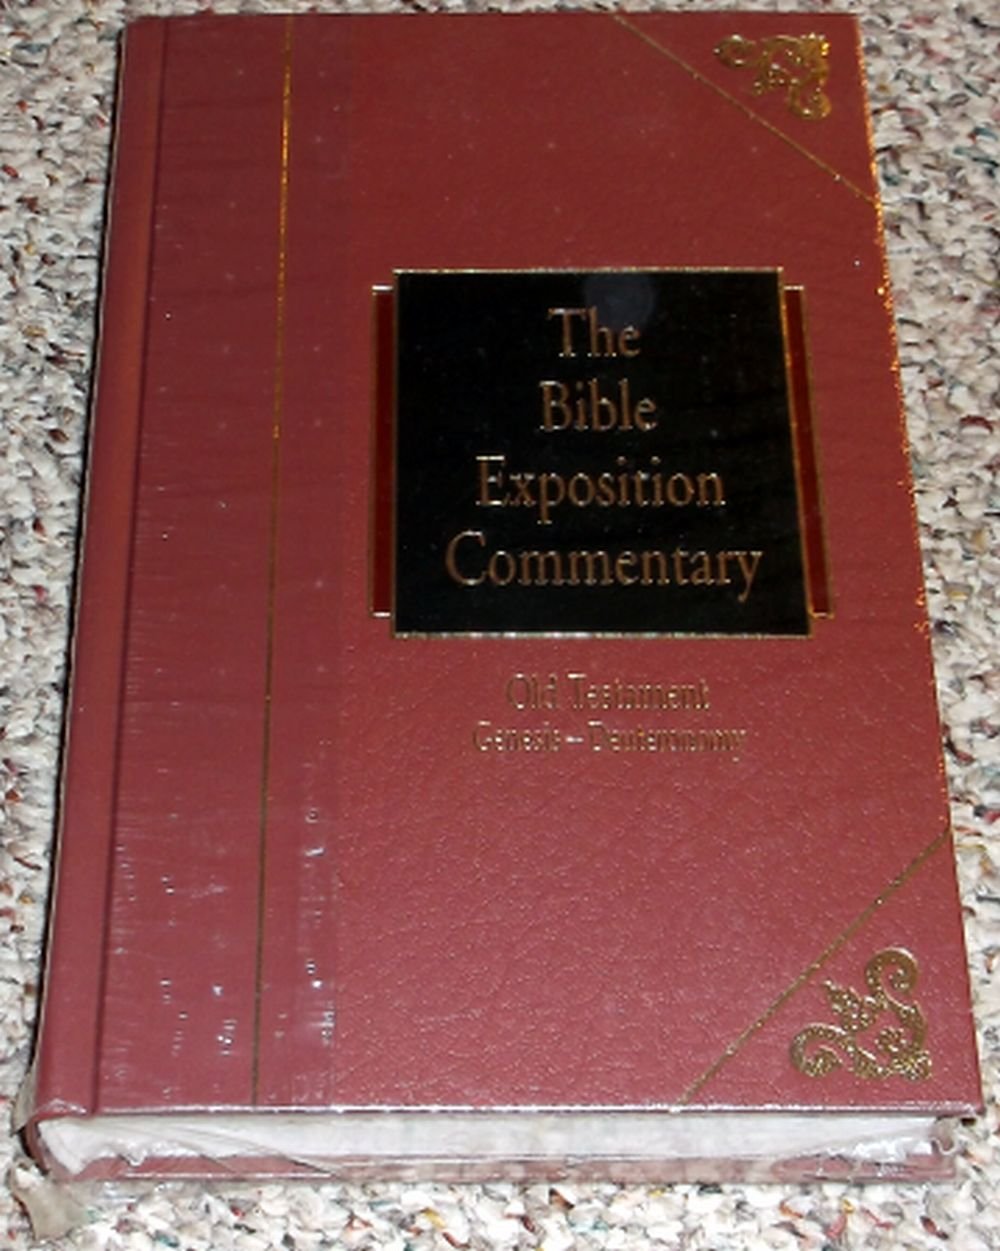 The
Bible
Exposition
Commentary
Old Testament
Genesis–Deuteronomy